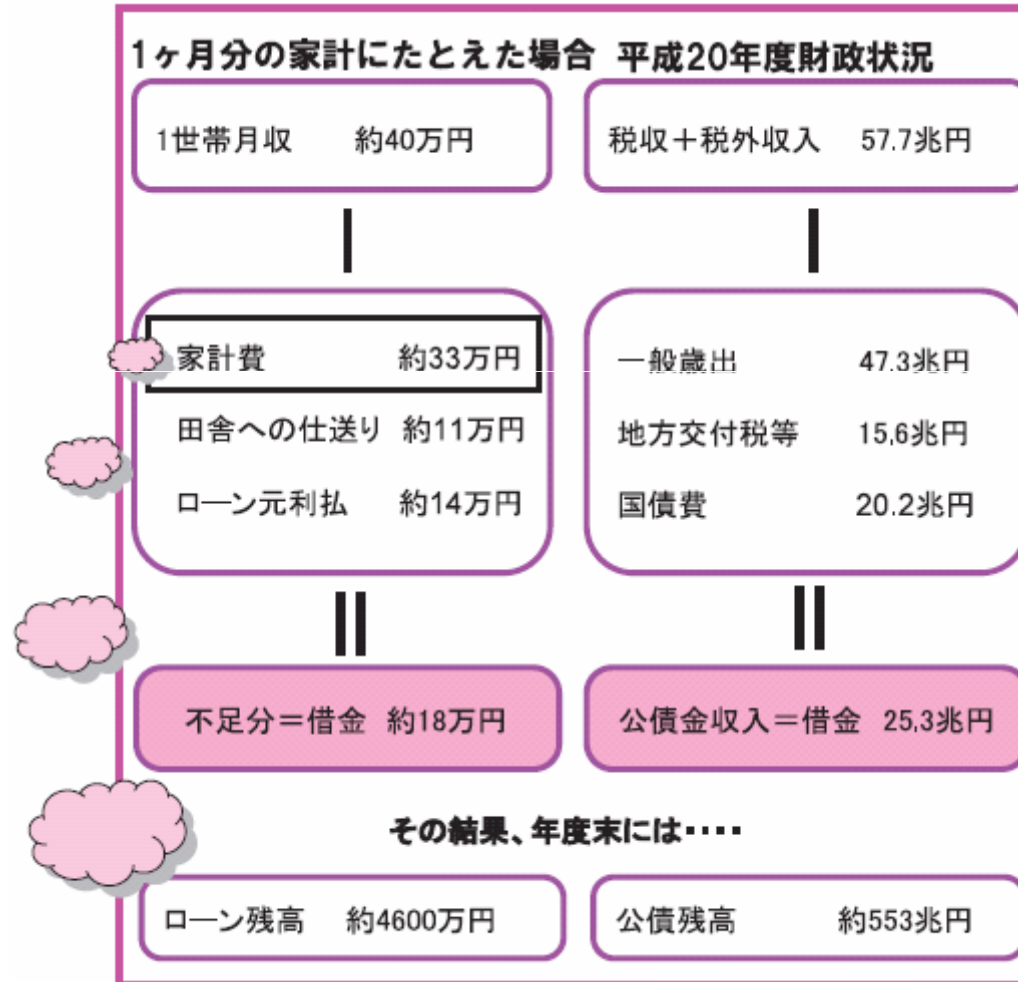 1ヶ月分の家計にたとえた場合 平成20年度財政状況
1世帯月収 約40万円
税収＋税外収入 57.7兆円
家計費 約33万円
田舎への仕送り 約11万円
ローン元利払 約14万円
一般歳出 47.3兆円
地方交付税等 15.6兆円
国債費 20.2兆円
不足分＝借金 約18万円
公債金収入＝借金 25.3兆円
その結果、年度末には‥‥
ローン残高 約4600万円
公債残高 約553兆円